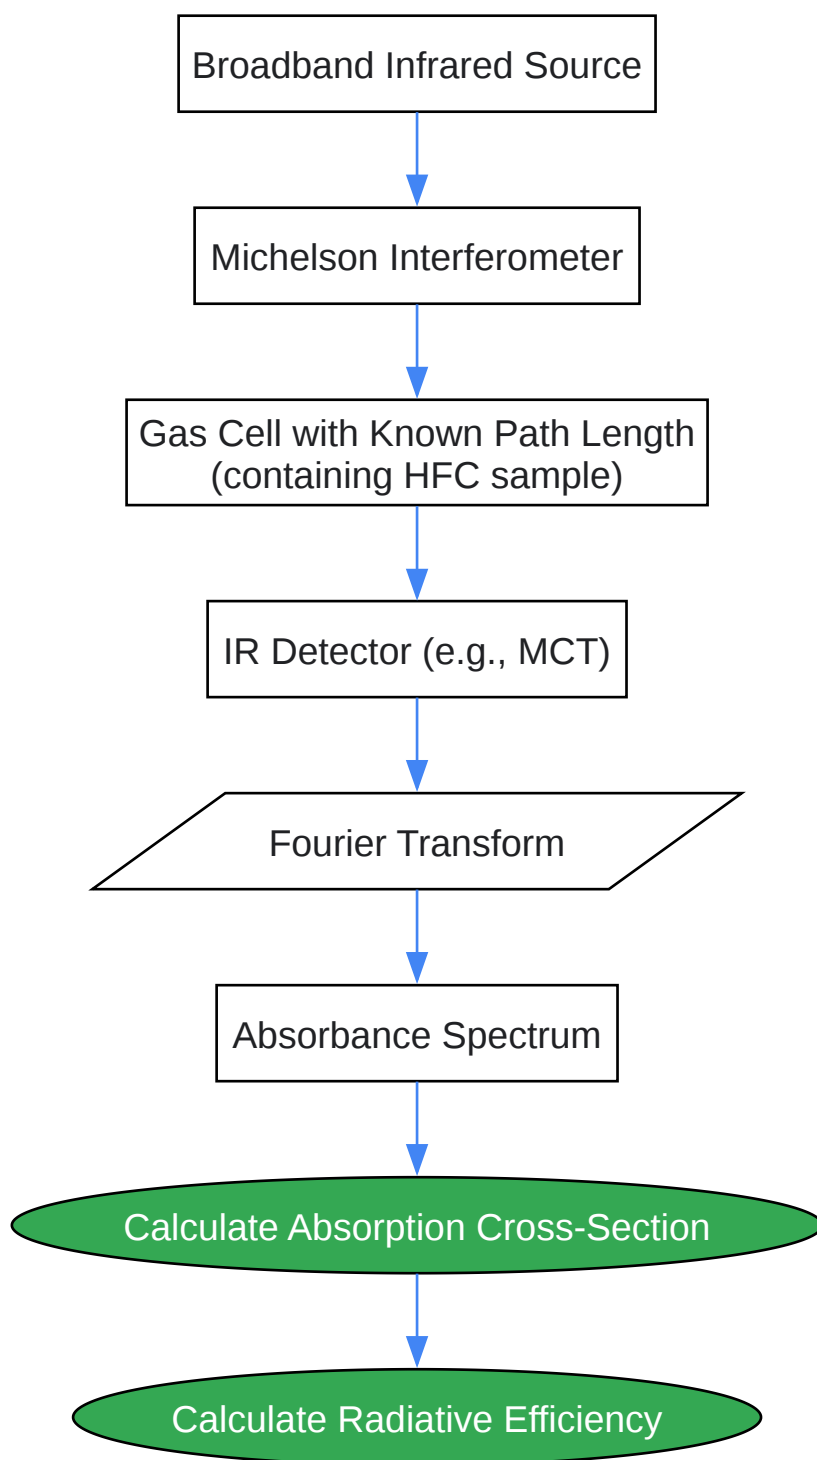 Broadband Infrared Source
Michelson Interferometer
Gas Cell with Known Path Length
(containing HFC sample)
IR Detector (e.g., MCT)
Fourier Transform
Absorbance Spectrum
Calculate Absorption Cross-Section
Calculate Radiative Efficiency